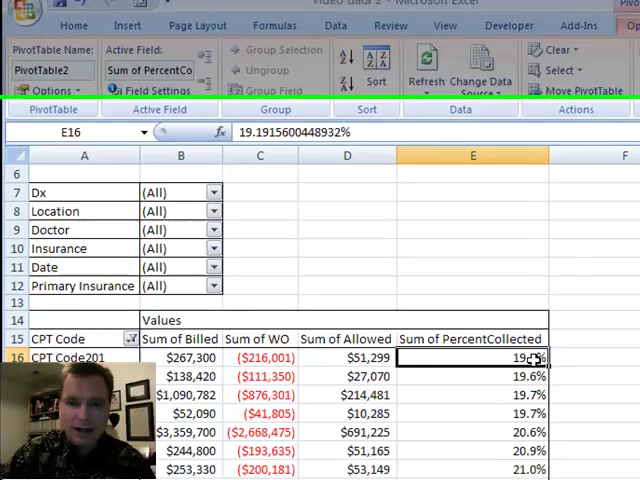 Video data 2 - Microsoft Excel
Home Insert Page Layout Formulas Data Review View Developer Add-Ins
PivotTable Name: Active Field: Group Selection Clear
PivotTable2 Sum of PercentCo Ungroup Sort Refresh Change Data Source Select
Options Field Settings Group Field Move PivotTable
PivotTable Active Field Group Sort Data Actions
E16 fx 19.1915600448932%
A B C D E F
6
7 Dx (All)
8 Location (All)
9 Doctor (All)
10 Insurance (All)
11 Date (All)
12 Primary Insurance (All)
13
14 Values
15 CPT Code Sum of Billed Sum of WO Sum of Allowed Sum of PercentCollected
16 CPT Code201 $267,300 ($216,001) $51,299
$138,420 ($111,350) $27,070 19.6%
$1,090,782 ($876,301) $214,481 19.7%
$52,090 ($41,805) $10,285 19.7%
$3,359,700 ($2,668,475) $691,225 20.6%
$244,800 ($193,635) $51,165 20.9%
$253,330 ($200,181) $53,149 21.0%